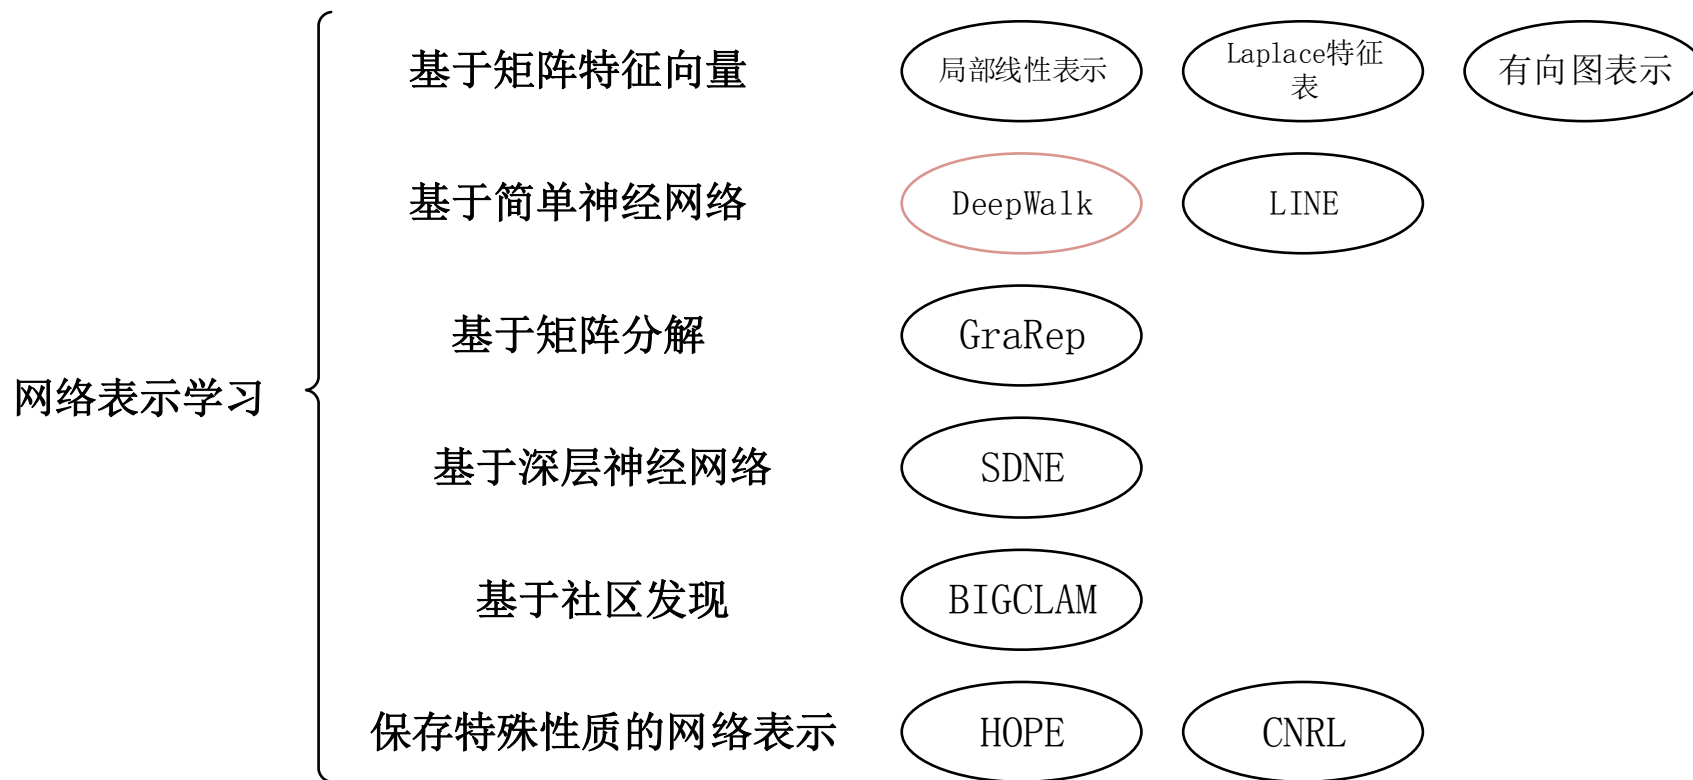 基于矩阵特征向量
局部线性表示
Laplace特征
表
有向图表示
基于简单神经网络
DeepWalk
LINE
基于矩阵分解
GraRep
网络表示学习
基于深层神经网络
SDNE
基于社区发现
BIGCLAM
保存特殊性质的网络表示
HOPE
CNRL